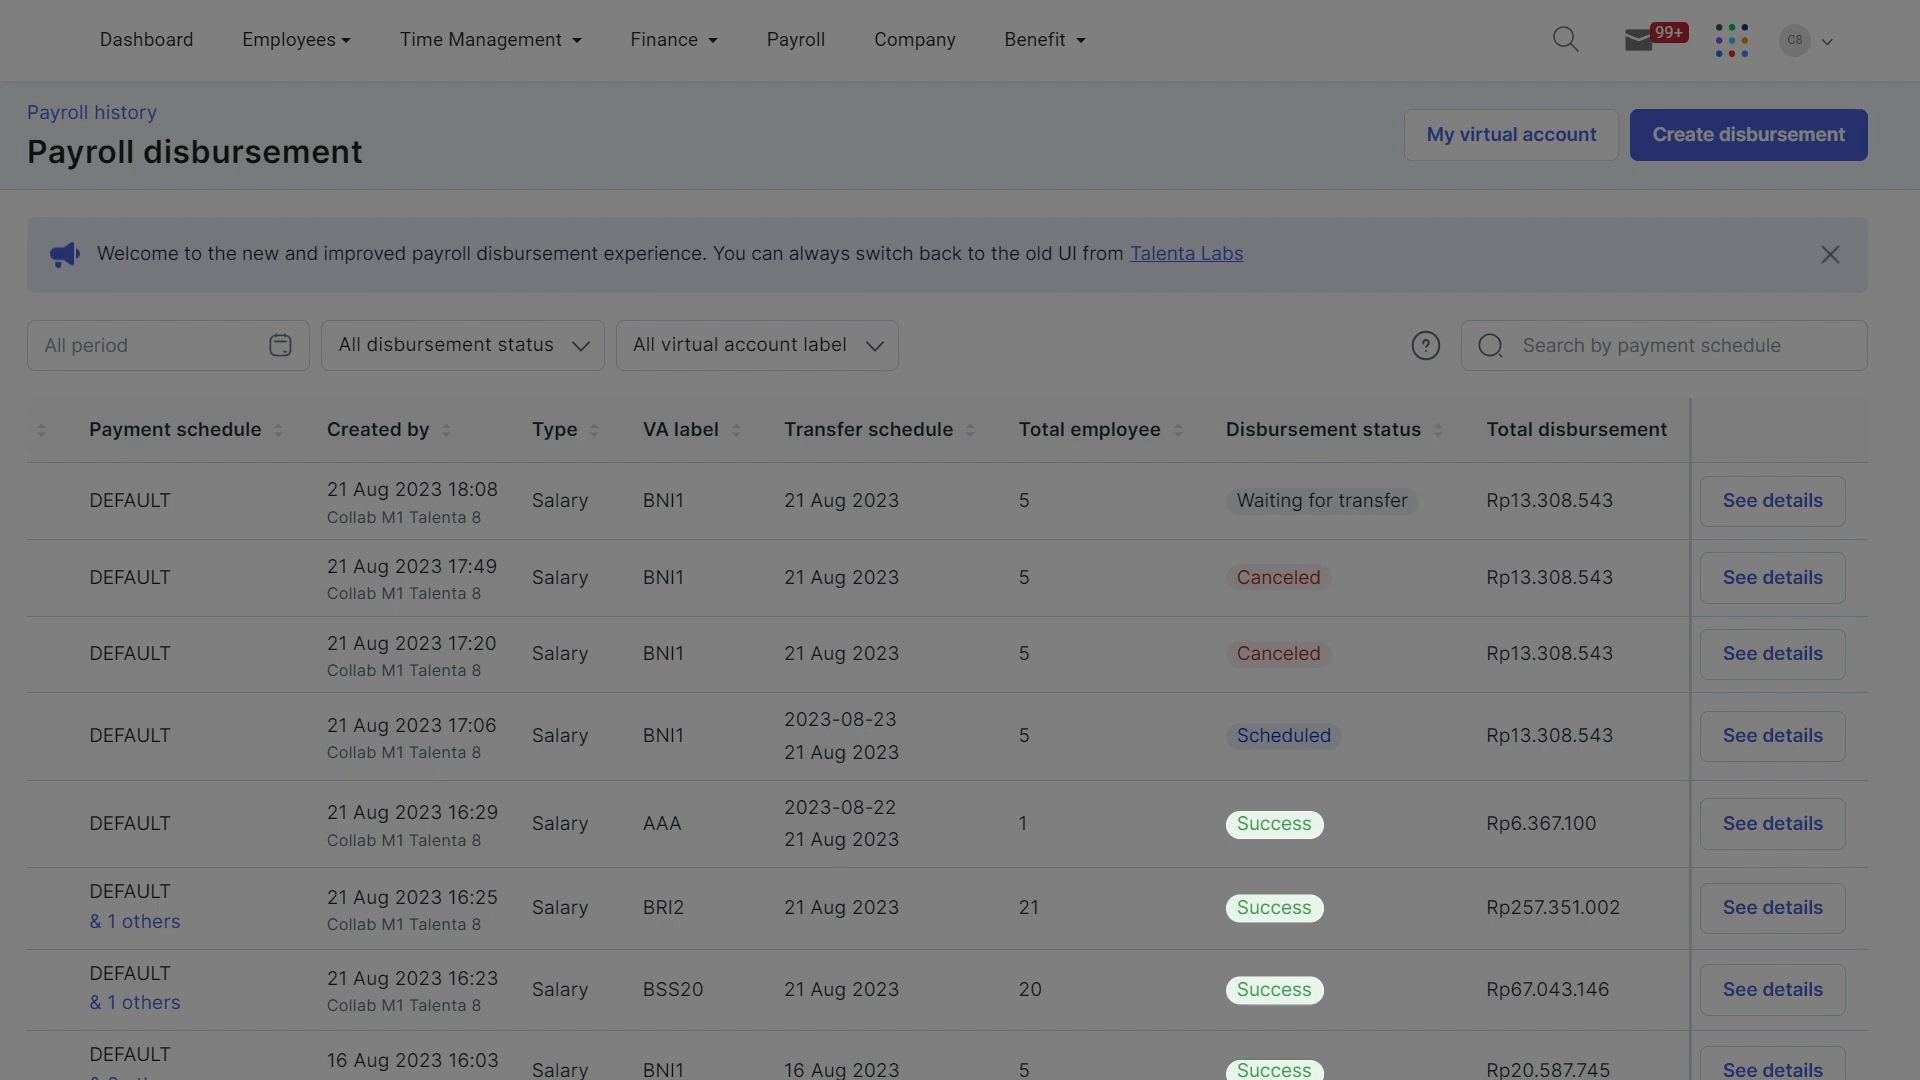 Dashboard
Employees
Time Management
Finance
Payroll
Company
Benefit
99+
C8
Payroll history
Payroll disbursement
My virtual account
Create disbursement
Welcome to the new and improved payroll disbursement experience. You can always switch back to the old UI from Talenta Labs
All period
All disbursement status
All virtual account label
?
Search by payment schedule
Payment schedule Created by Type VA label Transfer schedule Total employee Disbursement status Total disbursement
DEFAULT
21 Aug 2023 18:08
Collab M1 Talenta 8
Salary
BNI1
21 Aug 2023
5
Waiting for transfer
Rp13.308.543
See details
DEFAULT
21 Aug 2023 17:49
Collab M1 Talenta 8
Salary
BNI1
21 Aug 2023
5
Canceled
Rp13.308.543
See details
DEFAULT
21 Aug 2023 17:20
Collab M1 Talenta 8
Salary
BNI1
21 Aug 2023
5
Canceled
Rp13.308.543
See details
DEFAULT
21 Aug 2023 17:06
Collab M1 Talenta 8
Salary
BNI1
2023-08-23
21 Aug 2023
5
Scheduled
Rp13.308.543
See details
DEFAULT
21 Aug 2023 16:29
Collab M1 Talenta 8
Salary
AAA
2023-08-22
21 Aug 2023
1
Success
Rp6.367.100
See details
DEFAULT
& 1 others
21 Aug 2023 16:25
Collab M1 Talenta 8
Salary
BRI2
21 Aug 2023
21
Success
Rp257.351.002
See details
DEFAULT
& 1 others
21 Aug 2023 16:23
Collab M1 Talenta 8
Salary
BSS20
21 Aug 2023
20
Success
Rp67.043.146
See details
DEFAULT
16 Aug 2023 16:03
Salary
BNI1
16 Aug 2023
5
Success
Rp20.587.745
See details